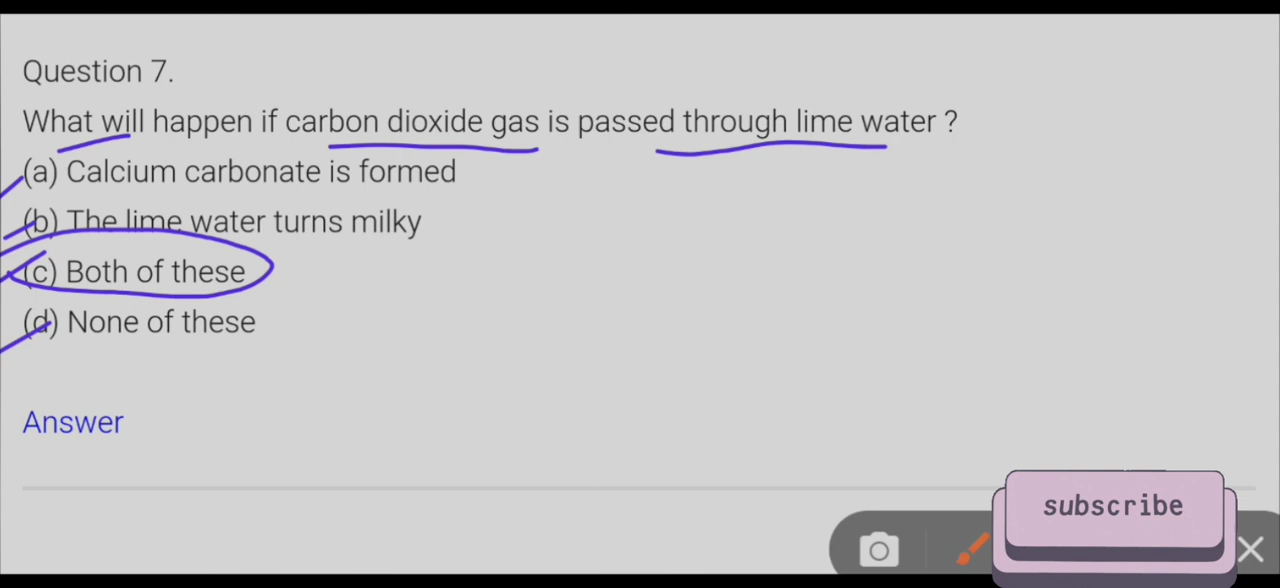 Question 7.
What will happen if carbon dioxide gas is passed through lime water ?
(a) Calcium carbonate is formed
(b) The lime water turns milky
(c) Both of these
(d) None of these
Answer
subscribe